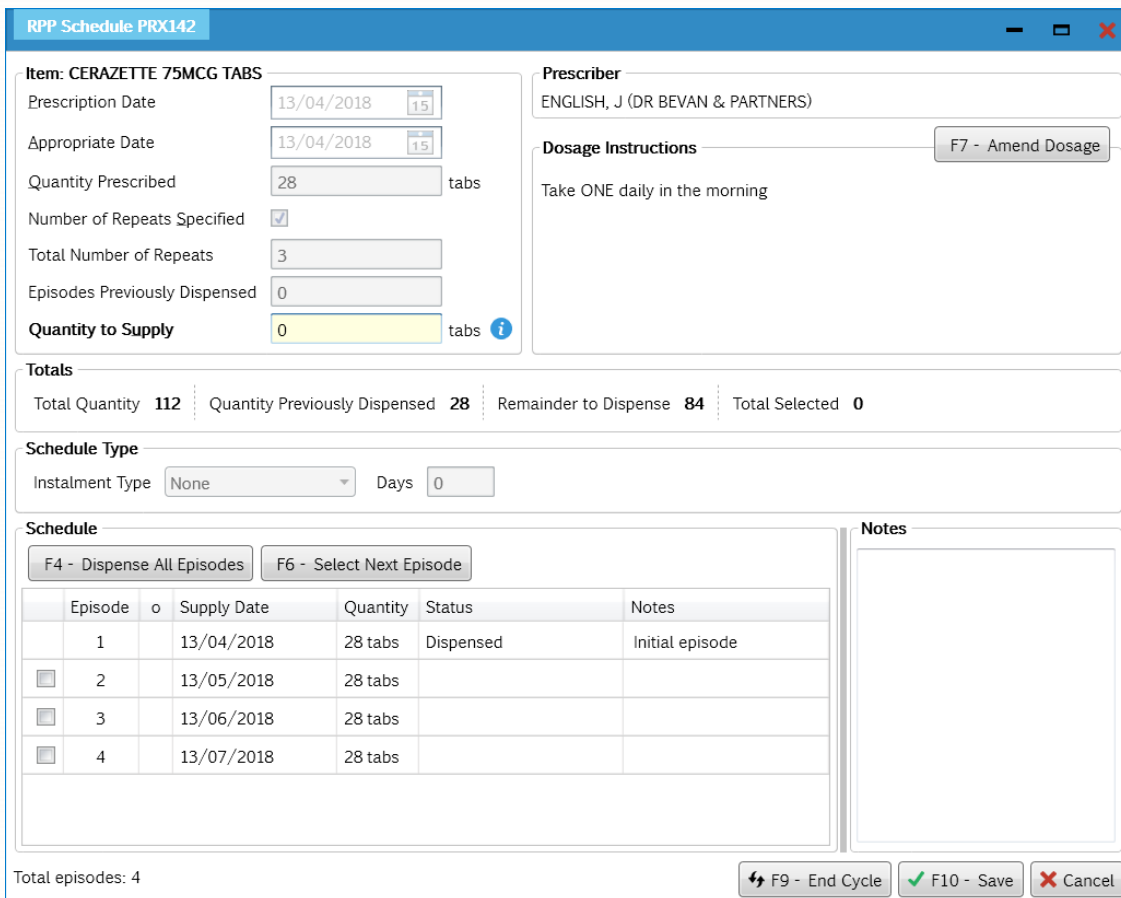 RPP Schedule PRX142
Item: CERAZETTE 75MCG TABS
Prescription Date 13/04/2018 15
Appropriate Date 13/04/2018 15
Quantity Prescribed 28 tabs
Number of Repeats Specified
Total Number of Repeats 3
Episodes Previously Dispensed 0
Quantity to Supply 0 tabs i
Prescriber
ENGLISH, J (DR BEVAN & PARTNERS)
Dosage Instructions F7 - Amend Dosage
Take ONE daily in the morning
Totals
Total Quantity 112 Quantity Previously Dispensed 28 Remainder to Dispense 84 Total Selected 0
Schedule Type
Instalment Type None Days 0
Schedule
F4 - Dispense All Episodes F6 - Select Next Episode
Episode o Supply Date Quantity Status Notes
1 13/04/2018 28 tabs Dispensed Initial episode
2 13/05/2018 28 tabs
3 13/06/2018 28 tabs
4 13/07/2018 28 tabs
Notes
Total episodes: 4 F9 - End Cycle F10 - Save Cancel